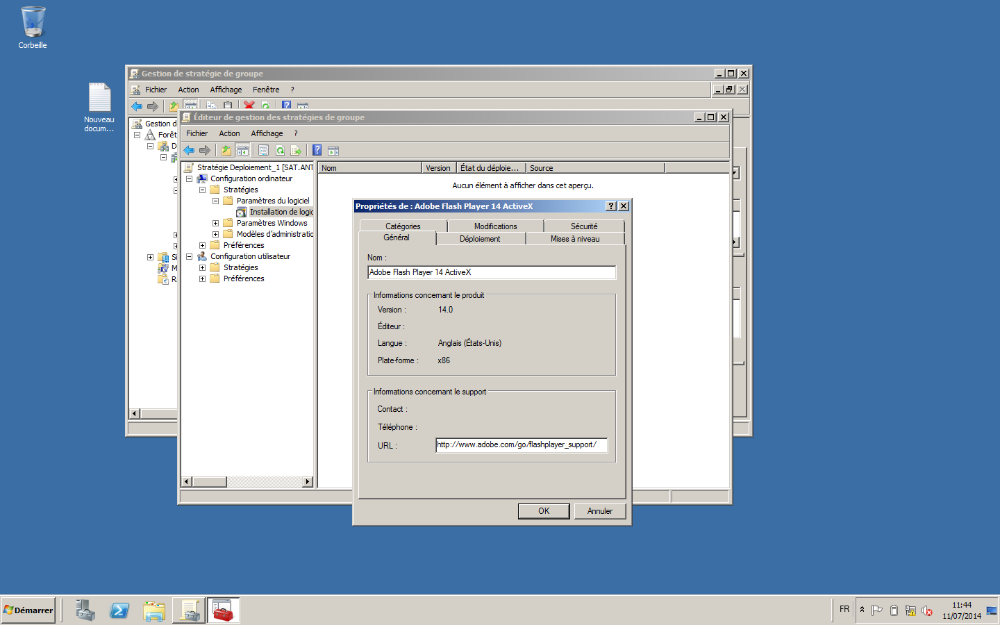 Corbeille
Nouveau
docum...
Gestion de stratégie de groupe
Fichier Action Affichage Fenêtre ?
Gestion d
Forêt
D
Si
M
R
Éditeur de gestion des stratégies de groupe
Fichier Action Affichage ?
Stratégie Deploiement_1 [SAT.ANT
Configuration ordinateur
Stratégies
Paramètres du logiciel
Installation de logic
Paramètres Windows
Modèles d'administratio
Préférences
Configuration utilisateur
Stratégies
Préférences
Nom Version État du déploie... Source
Aucun élément à afficher dans cet aperçu.
Propriétés de : Adobe Flash Player 14 ActiveX
Catégories Modifications Sécurité
Général Déploiement Mises à niveau
Nom :
Adobe Flash Player 14 ActiveX
Informations concernant le produit
Version : 14.0
Éditeur :
Langue : Anglais (États-Unis)
Plate-forme : x86
Informations concernant le support
Contact :
Téléphone :
URL : http://www.adobe.com/go/flashplayer_support/
OK Annuler
Démarrer
FR
11:44
11/07/2014